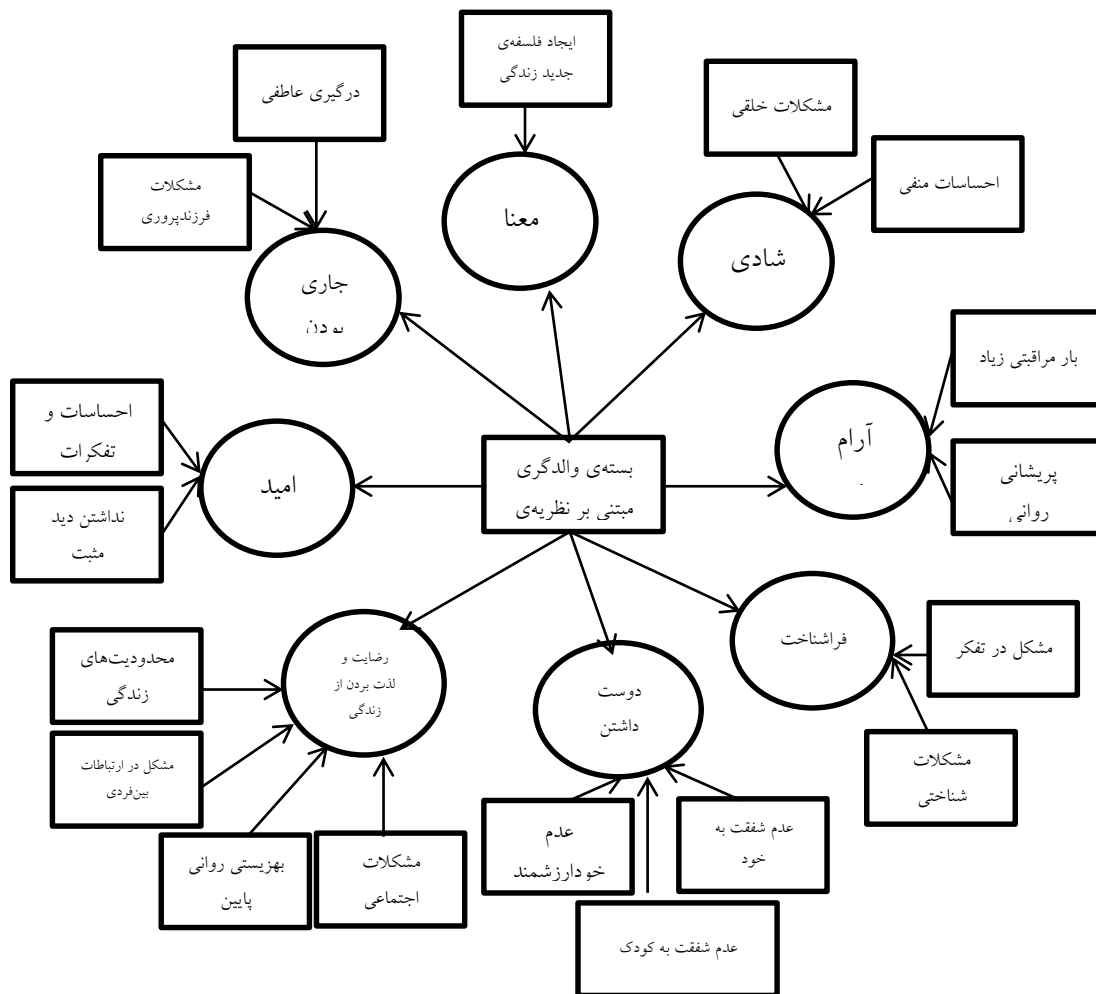 ایجاد فلسفه‌ی
جدید زندگی
درگیری عاطفی
مشکلات خلقی
مشکلات
فرزندپروری
احساسات منفی
معنا
شادی
جاری
بودن
بار مراقبتی زیاد
احساسات و
تفکرات
آرام
امید
بسته‌ی والدگری
مبتنی بر نظریه‌ی
پریشانی
روانی
نداشتن دید
مثبت
فراشناخت
مشکل در تفکر
رضایت و
لذت بردن از
زندگی
محدودیت‌های
زندگی
دوست
داشتن
مشکل در ارتباطات
بین‌فردی
مشکلات
شناختی
بهزیستی روانی
پایین
مشکلات
اجتماعی
عدم
خودارزشمند
عدم شفقت به
خود
عدم شفقت به کودک